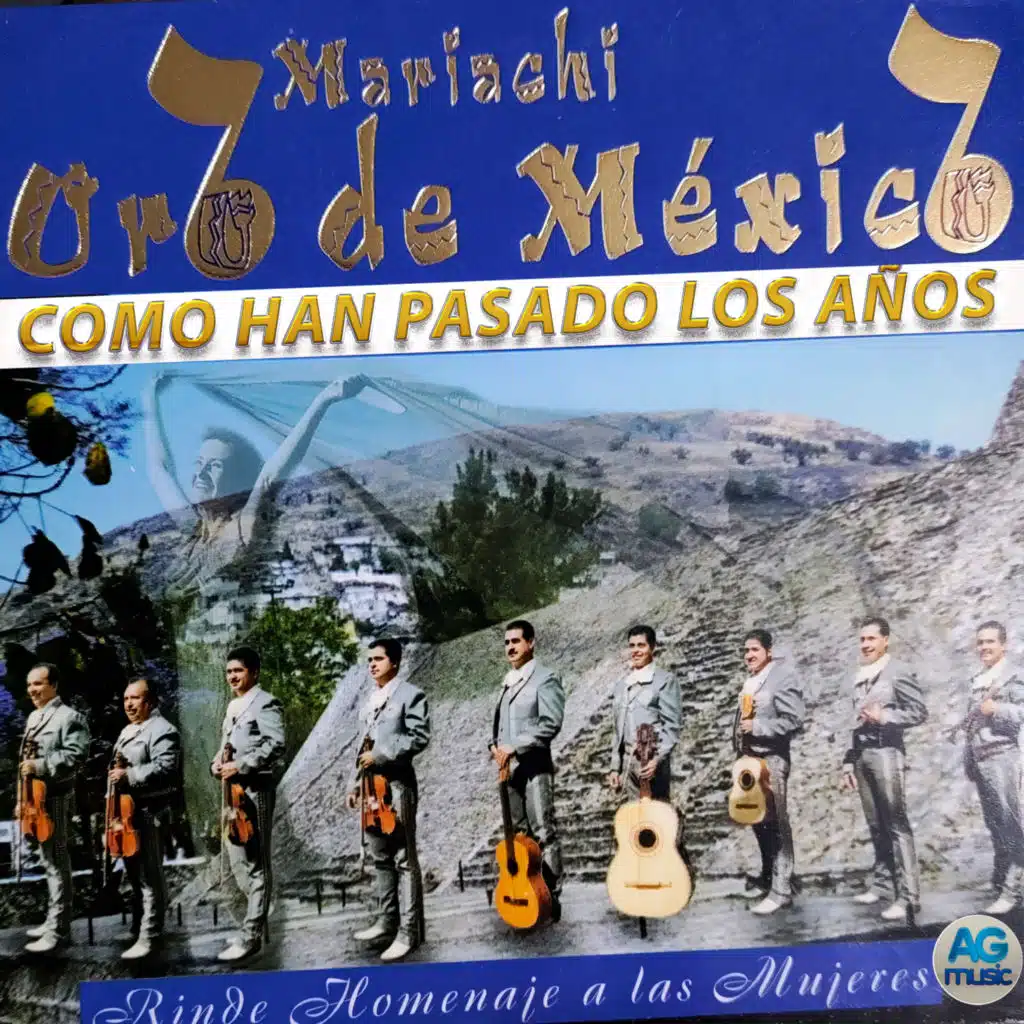 Mariachi
Oro de México
COMO HAN PASADO LOS AÑOS
Rinde Homenaje a las Mujeres
AG
music